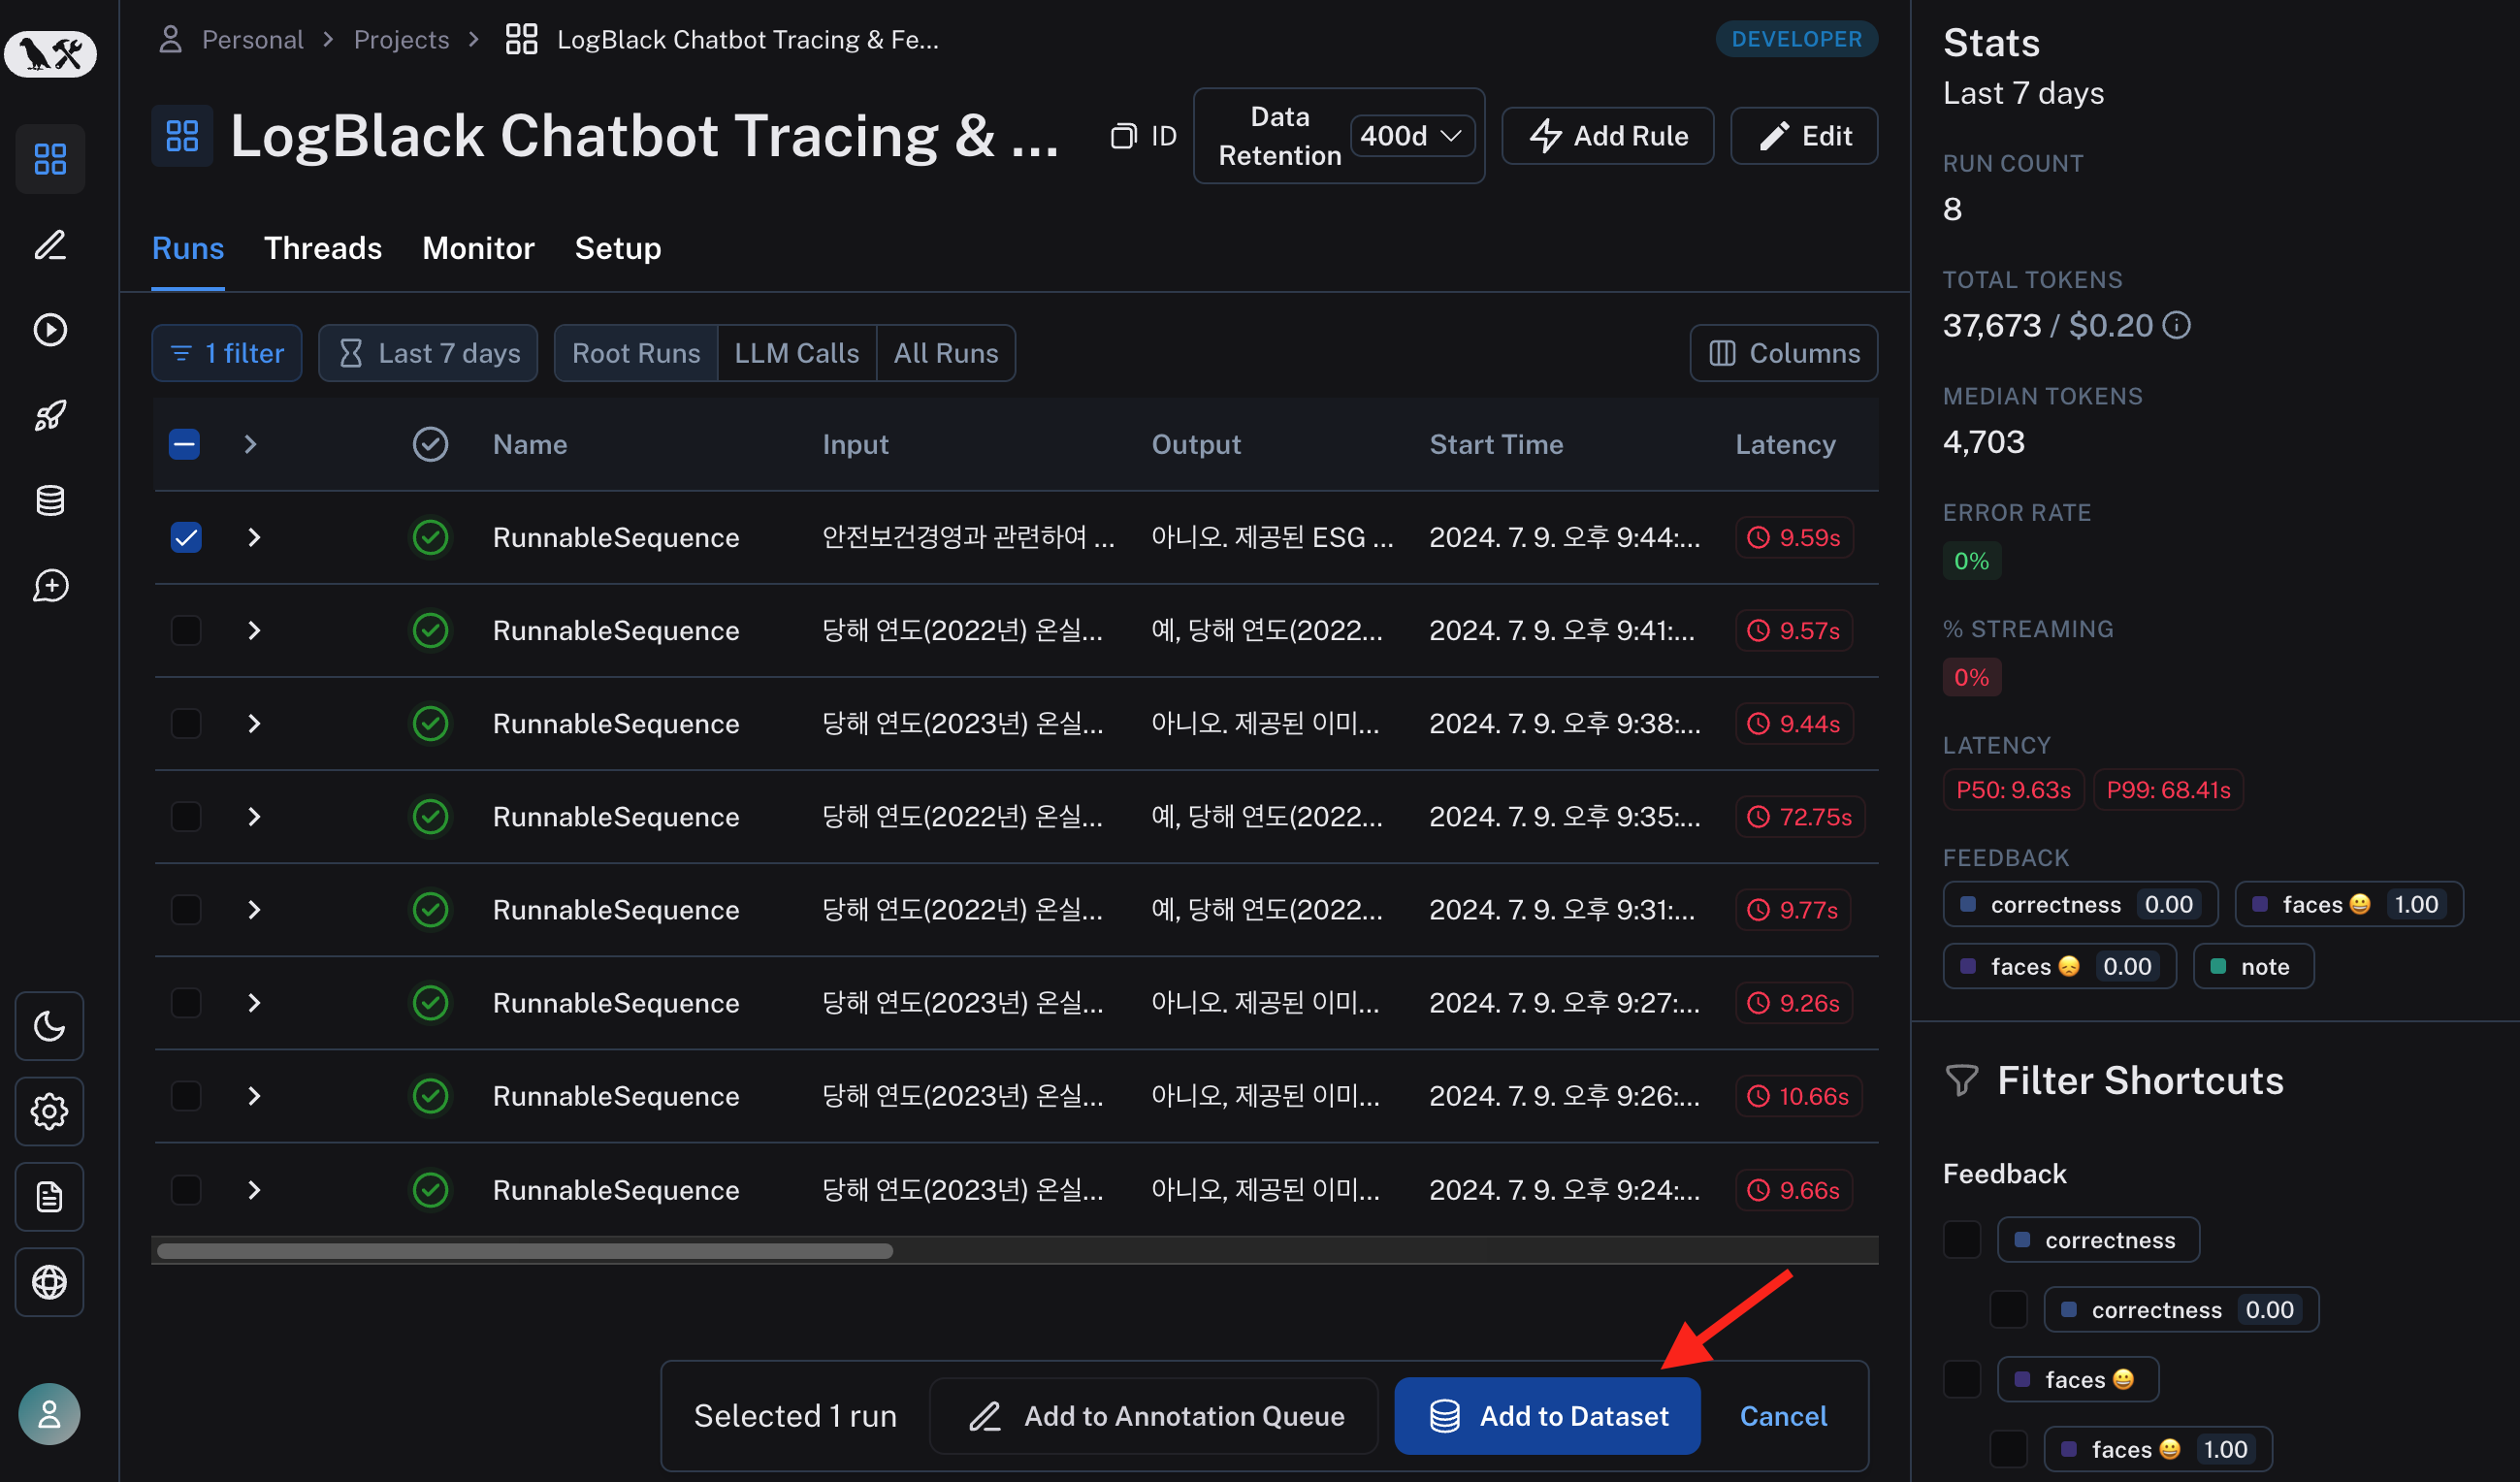 Personal > Projects > LogBlack Chatbot Tracing & Fe...
DEVELOPER
LogBlack Chatbot Tracing & ...
ID
Data Retention 400d
Add Rule
Edit
Runs Threads Monitor Setup
1 filter Last 7 days Root Runs LLM Calls All Runs Columns
Name Input Output Start Time Latency
RunnableSequence 안전보건경영과 관련하여 ... 아니오. 제공된 ESG ... 2024. 7. 9. 오후 9:44:... 9.59s
RunnableSequence 당해 연도(2022년) 온실... 예, 당해 연도(2022... 2024. 7. 9. 오후 9:41:... 9.57s
RunnableSequence 당해 연도(2023년) 온실... 아니오. 제공된 이미... 2024. 7. 9. 오후 9:38:... 9.44s
RunnableSequence 당해 연도(2022년) 온실... 예, 당해 연도(2022... 2024. 7. 9. 오후 9:35:... 72.75s
RunnableSequence 당해 연도(2022년) 온실... 예, 당해 연도(2022... 2024. 7. 9. 오후 9:31:... 9.77s
RunnableSequence 당해 연도(2023년) 온실... 아니오. 제공된 이미... 2024. 7. 9. 오후 9:27:... 9.26s
RunnableSequence 당해 연도(2023년) 온실... 아니오, 제공된 이미... 2024. 7. 9. 오후 9:26:... 10.66s
RunnableSequence 당해 연도(2023년) 온실... 아니오, 제공된 이미... 2024. 7. 9. 오후 9:24:... 9.66s
Selected 1 run Add to Annotation Queue Add to Dataset Cancel
Stats
Last 7 days
RUN COUNT
8
TOTAL TOKENS
37,673 / $0.20
MEDIAN TOKENS
4,703
ERROR RATE
0%
% STREAMING
0%
LATENCY
P50: 9.63s P99: 68.41s
FEEDBACK
correctness 0.00 faces 😀 1.00
faces 😞 0.00 note
Filter Shortcuts
Feedback
correctness
correctness 0.00
faces 😀
faces 😀 1.00